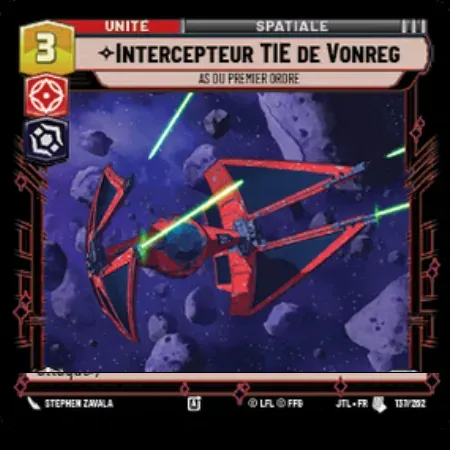 UNITÉ SPATIALE
3
INTERCEPTEUR TIE DE VONREG
AS DU PREMIER ORDRE
STEPHEN ZAVALA
© LFL © FFG
JTL • FR
137/262